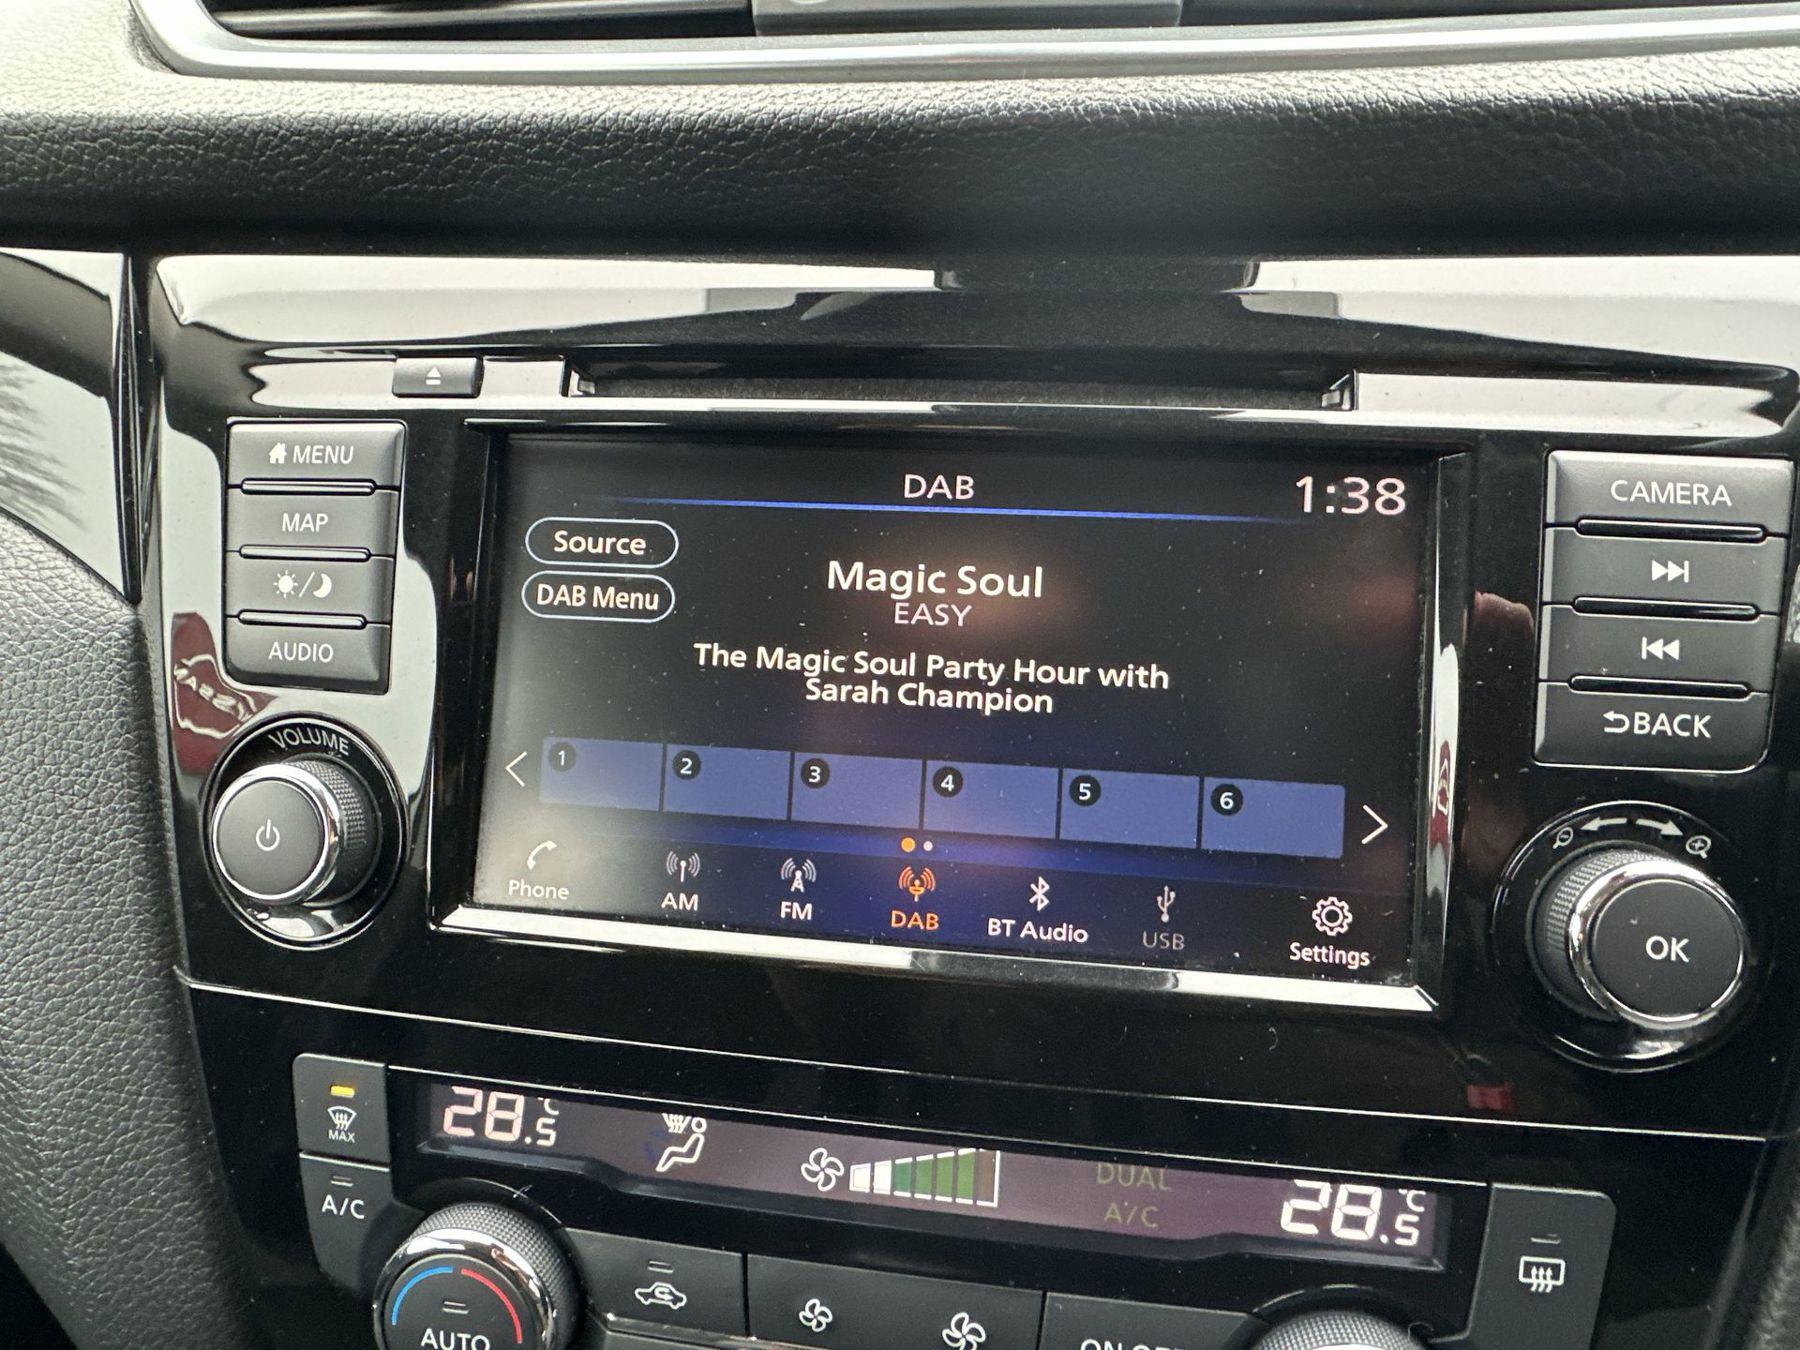 MENU
MAP
AUDIO
VOLUME
DAB
1:38
Source
DAB Menu
Magic Soul
EASY
The Magic Soul Party Hour with
Sarah Champion
1 2 3 4 5 6
Phone
AM
FM
DAB
BT Audio
USB
Settings
CAMERA
BACK
OK
MAX
A/C
28.5°C
DUAL
A/C
28.5°C
AUTO